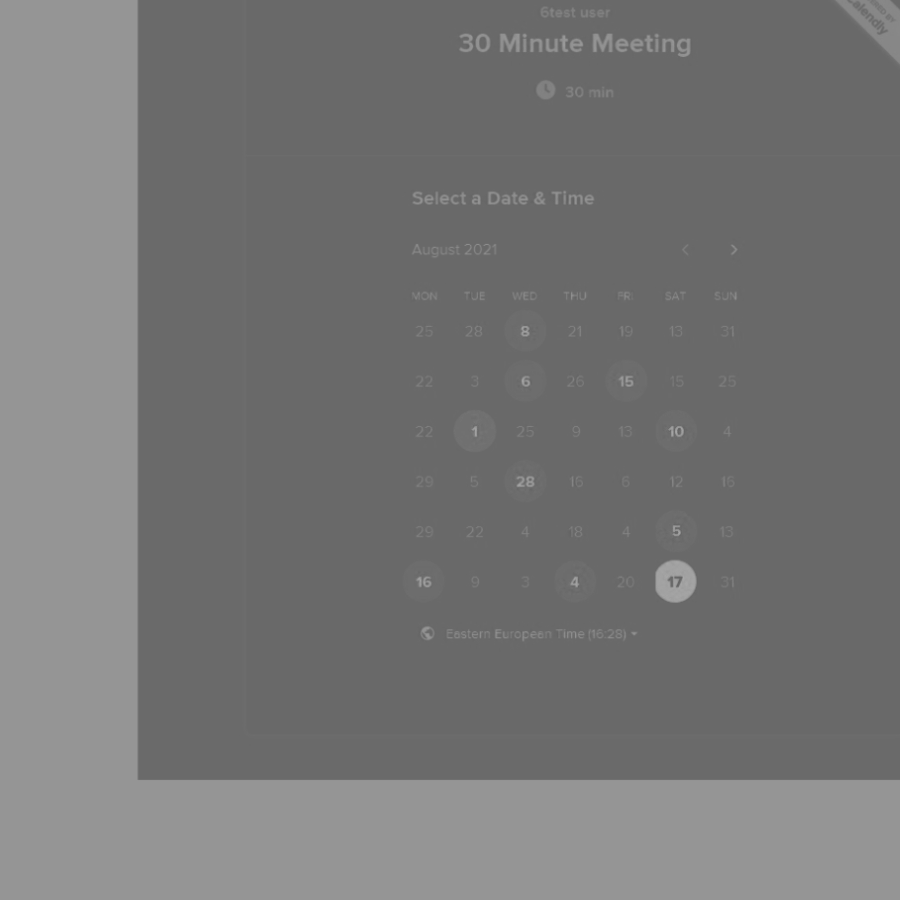 6test user
30 Minute Meeting
30 min
Calendly
Select a Date & Time
August 2021
MON TUE WED THU FRI SAT SUN
25 28 8 21 19 13 31
22 3 6 26 15 15 25
22 1 25 9 13 10 4
29 5 28 16 6 12 16
29 22 4 18 4 5 13
16 9 3 4 20 17 31
Eastern European Time (16:28)